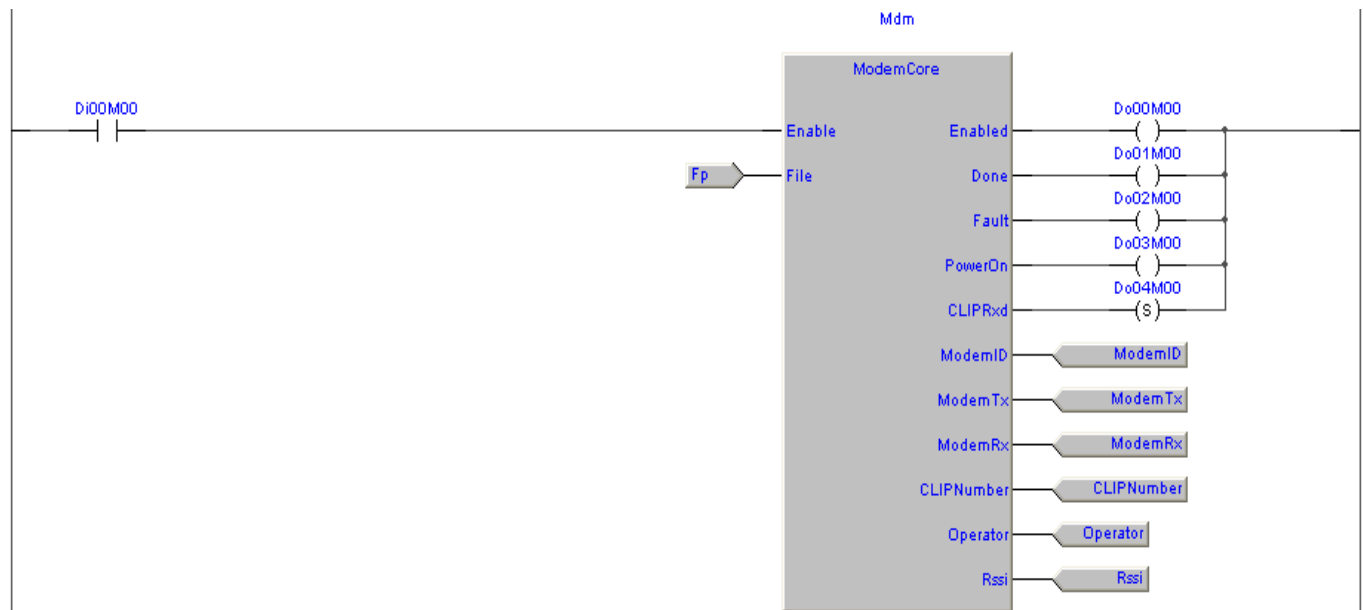 Mdm
ModemCore
Di00M00
Do00M00
Enable Enabled
Do01M00
Fp File Done
Do02M00
Fault
Do03M00
PowerOn
Do04M00
CLIPRxd (S)
ModemID ModemID
ModemTx ModemTx
ModemRx ModemRx
CLIPNumber CLIPNumber
Operator Operator
Rssi Rssi